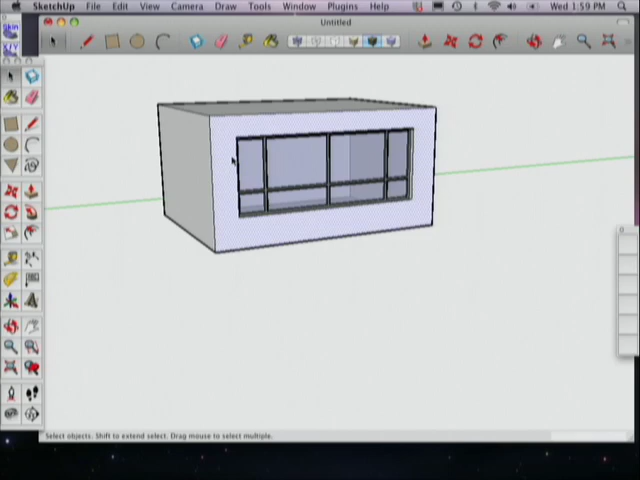 SketchUp File Edit View Camera Draw Tools Window Plugins Help Wed 1:59 PM
Untitled
Skin
X/Y
Select objects. Shift to extend select. Drag mouse to select multiple.